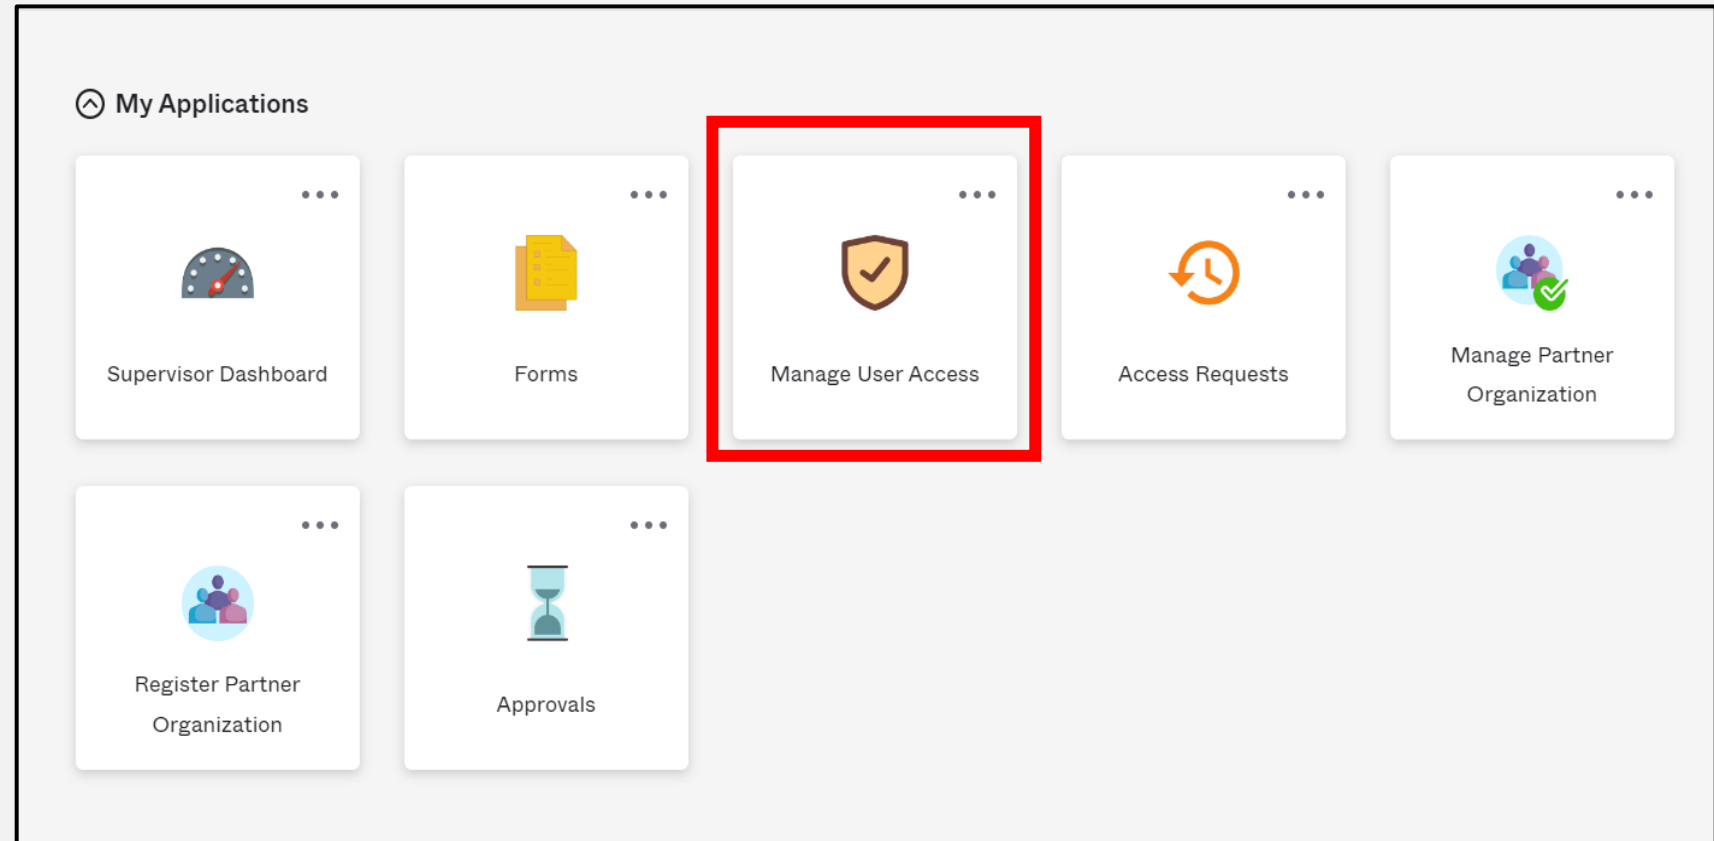 My Applications
Supervisor Dashboard
Forms
Manage User Access
Access Requests
Manage Partner
Organization
Register Partner
Organization
Approvals